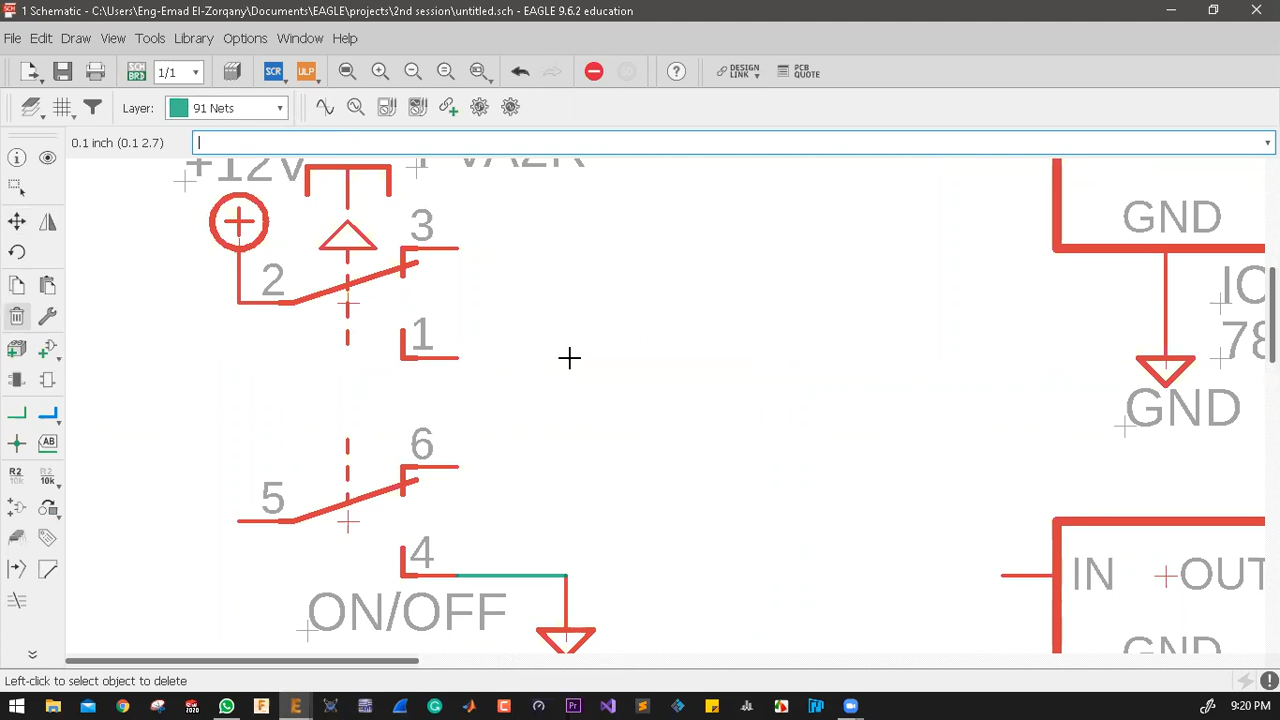 1 Schematic - C:\Users\Eng-Emad El-Zorqany\Documents\EAGLE\projects\2nd session\untitled.sch - EAGLE 9.6.2 education
File Edit Draw View Tools Library Options Window Help
SCH BRD 1/1 SCR ULP DESIGN LINK PCB QUOTE
Layer: 91 Nets
0.1 inch (0.1 2.7)
+12V
3
GND
2
1
GND
6
5
4
IN +OUT
ON/OFF
GND
Left-click to select object to delete
9:20 PM